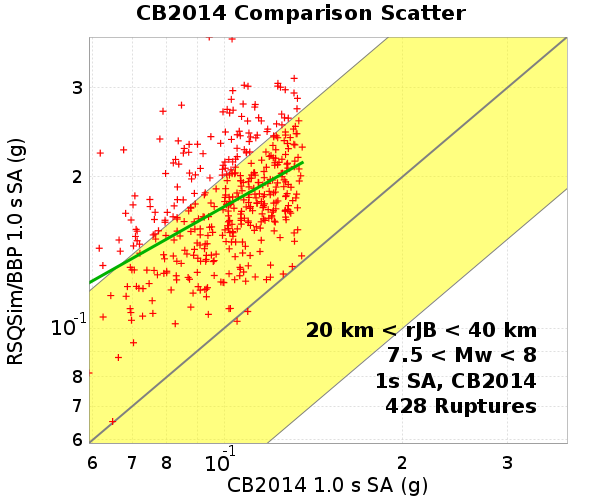 CB2014 Comparison Scatter
RSQSim/BBP 1.0 s SA (g)
3
2
10^-1
8
7
6
20 km < rJB < 40 km
7.5 < Mw < 8
1s SA, CB2014
428 Ruptures
6 7 8 10^-1 2 3
CB2014 1.0 s SA (g)